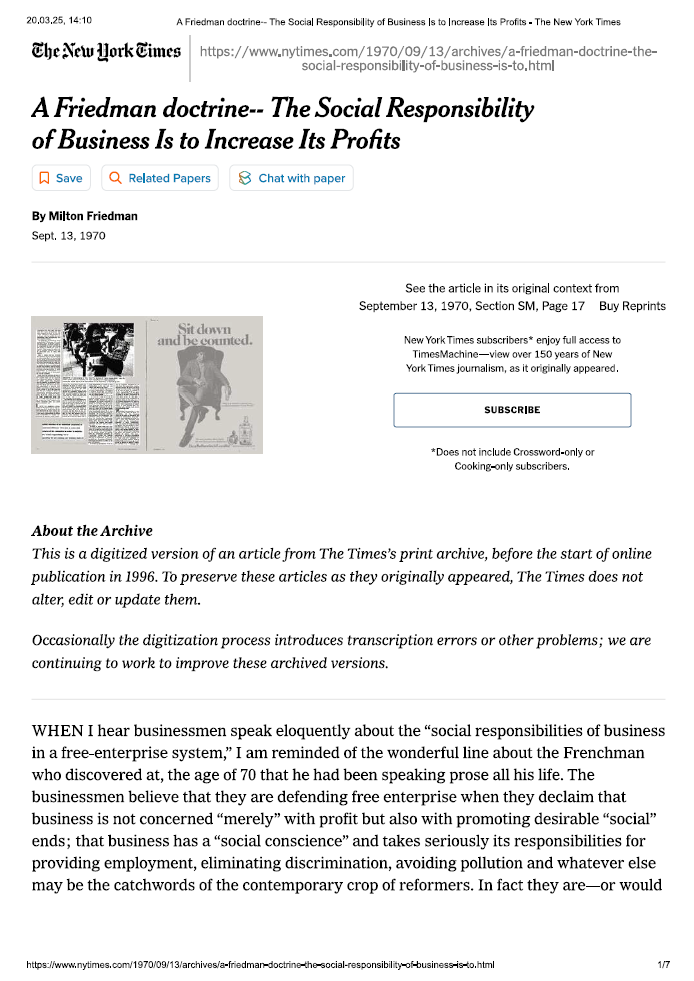 20.03.25, 14:10
A Friedman doctrine-- The Social Responsibility of Business Is to Increase Its Profits - The New York Times
The New York Times
https://www.nytimes.com/1970/09/13/archives/a-friedman-doctrine-the-
social-responsibility-of-business-is-to.html
A Friedman doctrine-- The Social Responsibility
of Business Is to Increase Its Profits
Save
Related Papers
Chat with paper
By Milton Friedman
Sept. 13, 1970
Sit down
and be counted.
See the article in its original context from
September 13, 1970, Section SM, Page 17 Buy Reprints
New York Times subscribers* enjoy full access to
TimesMachine—view over 150 years of New
York Times journalism, as it originally appeared.
SUBSCRIBE
*Does not include Crossword-only or
Cooking-only subscribers.
About the Archive
This is a digitized version of an article from The Times's print archive, before the start of online
publication in 1996. To preserve these articles as they originally appeared, The Times does not
alter, edit or update them.
Occasionally the digitization process introduces transcription errors or other problems; we are
continuing to work to improve these archived versions.
WHEN I hear businessmen speak eloquently about the “social responsibilities of business
in a free-enterprise system,” I am reminded of the wonderful line about the Frenchman
who discovered at, the age of 70 that he had been speaking prose all his life. The
businessmen believe that they are defending free enterprise when they declaim that
business is not concerned “merely” with profit but also with promoting desirable “social”
ends; that business has a “social conscience” and takes seriously its responsibilities for
providing employment, eliminating discrimination, avoiding pollution and whatever else
may be the catchwords of the contemporary crop of reformers. In fact they are—or would
https://www.nytimes.com/1970/09/13/archives/a-friedman-doctrine-the-social-responsibility-of-business-is-to.html
1/7